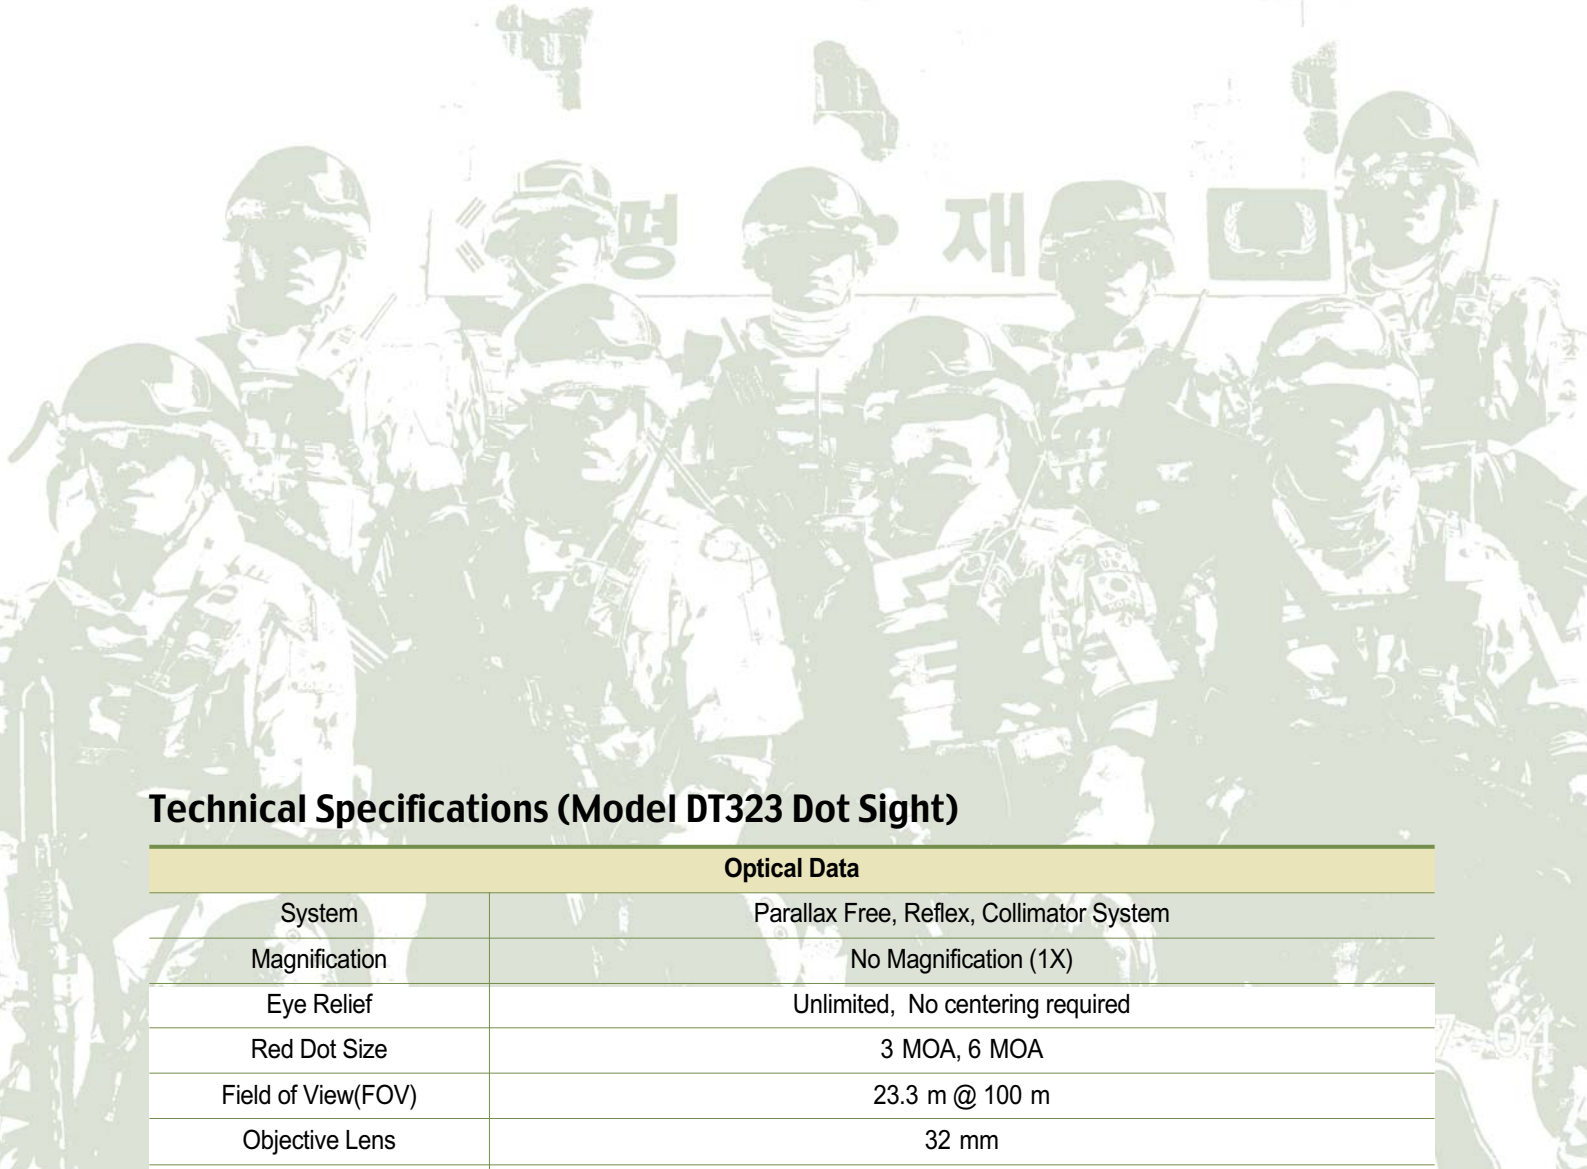 평 재
Technical Specifications (Model DT323 Dot Sight)
Optical Data
System Parallax Free, Reflex, Collimator System
Magnification No Magnification (1X)
Eye Relief Unlimited, No centering required
Red Dot Size 3 MOA, 6 MOA
Field of View(FOV) 23.3 m @ 100 m
Objective Lens 32 mm